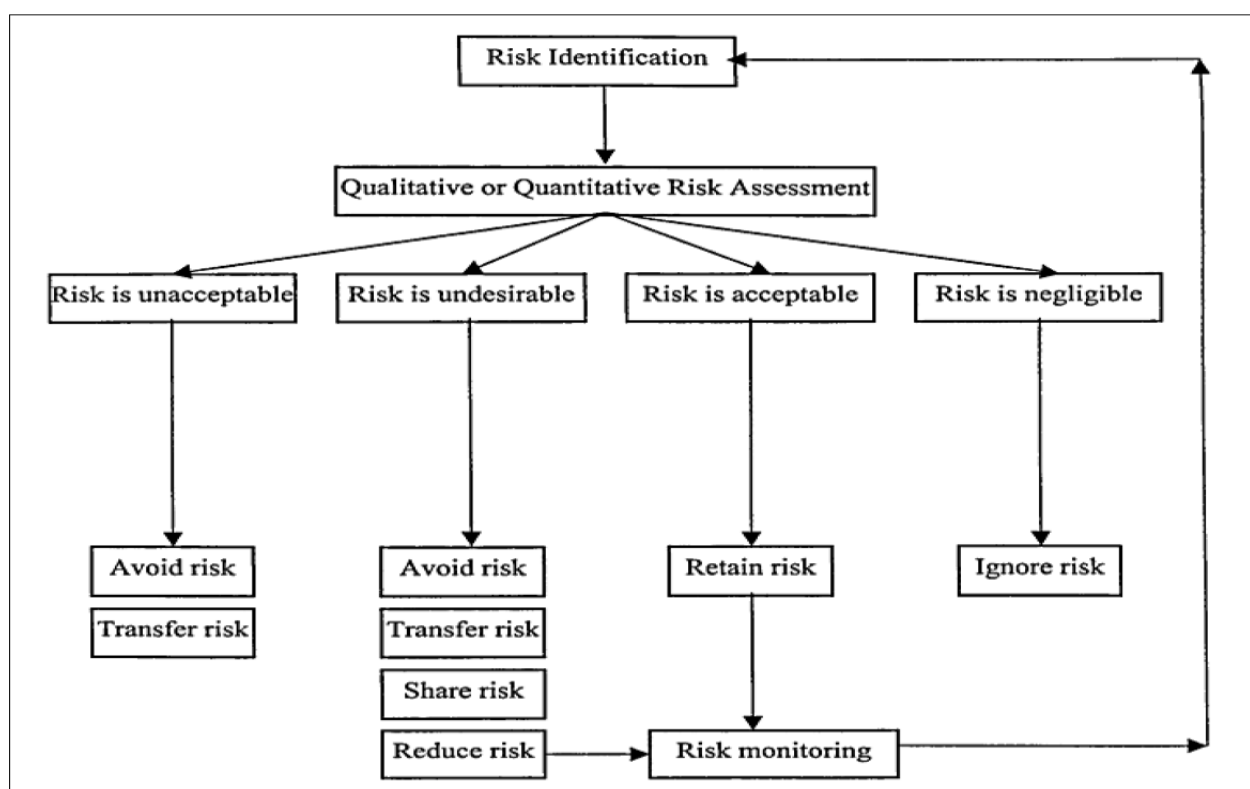 Risk Identification
Qualitative or Quantitative Risk Assessment
Risk is unacceptable
Risk is undesirable
Risk is acceptable
Risk is negligible
Avoid risk
Avoid risk
Retain risk
Ignore risk
Transfer risk
Transfer risk
Share risk
Reduce risk
Risk monitoring